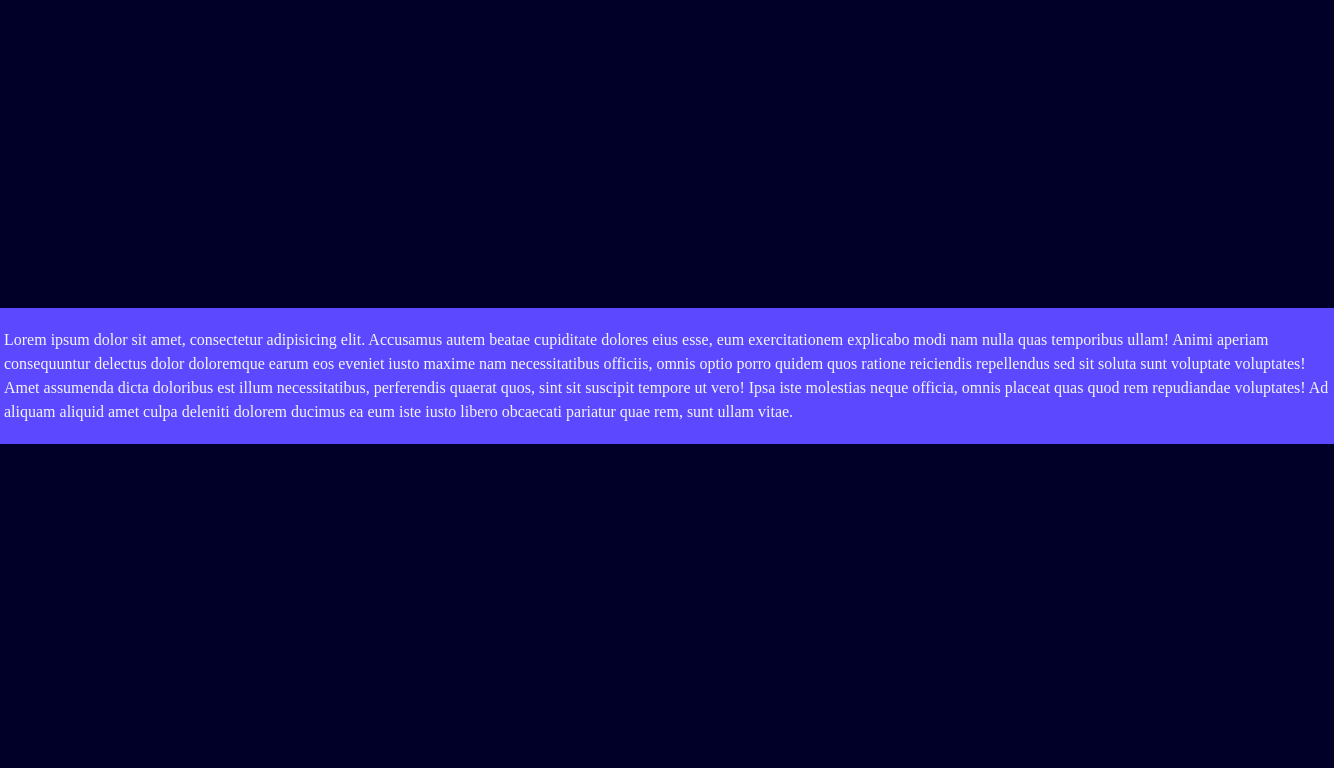 Lorem ipsum dolor sit amet, consectetur adipisicing elit. Accusamus autem beatae cupiditate dolores eius esse, eum exercitationem explicabo modi nam nulla quas temporibus ullam! Animi aperiam
consequuntur delectus dolor doloremque earum eos eveniet iusto maxime nam necessitatibus officiis, omnis optio porro quidem quos ratione reiciendis repellendus sed sit soluta sunt voluptate voluptates!
Amet assumenda dicta doloribus est illum necessitatibus, perferendis quaerat quos, sint sit suscipit tempore ut vero! Ipsa iste molestias neque officia, omnis placeat quas quod rem repudiandae voluptates! Ad
aliquam aliquid amet culpa deleniti dolorem ducimus ea eum iste iusto libero obcaecati pariatur quae rem, sunt ullam vitae.